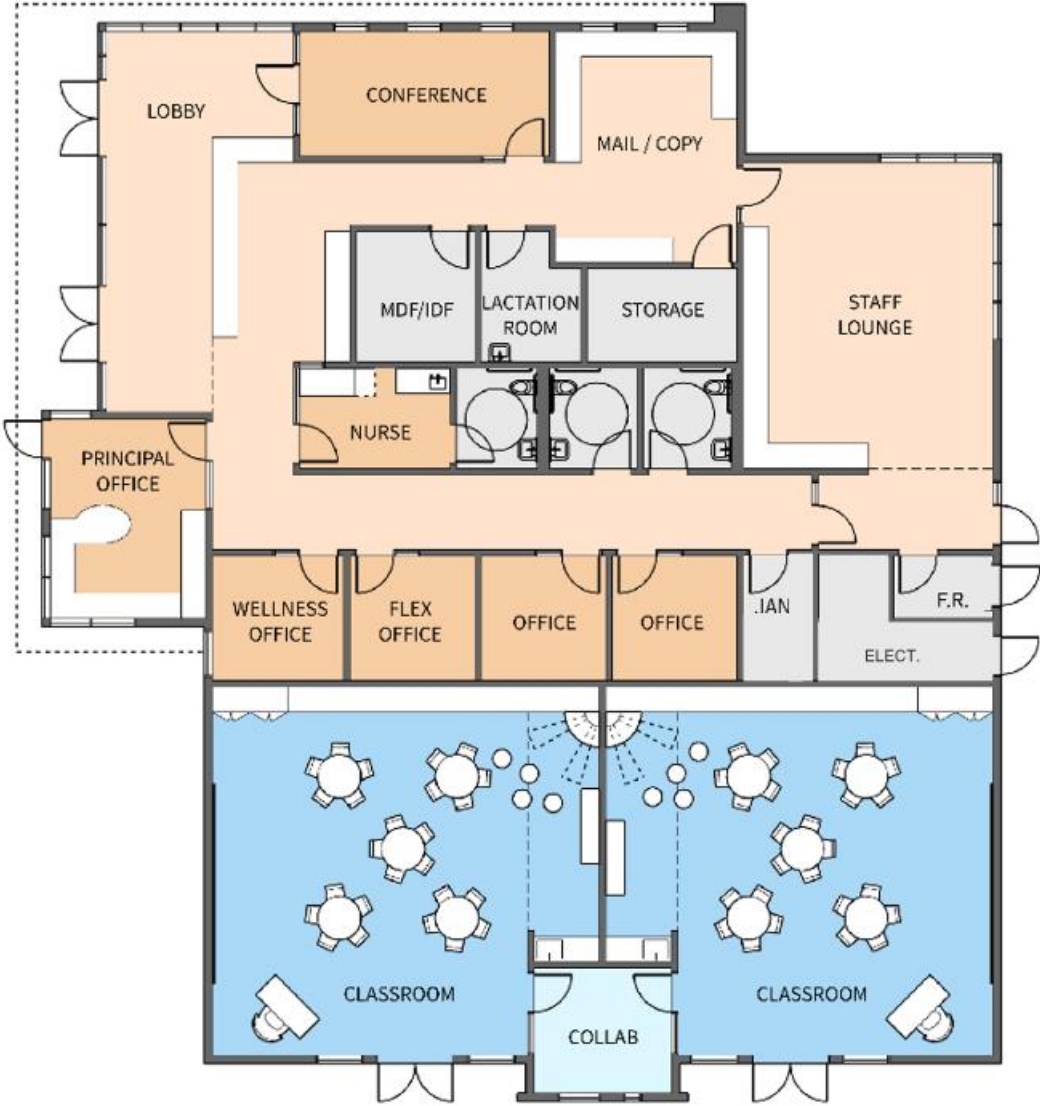 LOBBY
CONFERENCE
MAIL / COPY
MDF/IDF
LACTATION
ROOM
STORAGE
STAFF
LOUNGE
NURSE
PRINCIPAL
OFFICE
WELLNESS
OFFICE
FLEX
OFFICE
OFFICE
OFFICE
JAN
F.R.
ELECT.
CLASSROOM
CLASSROOM
COLLAB